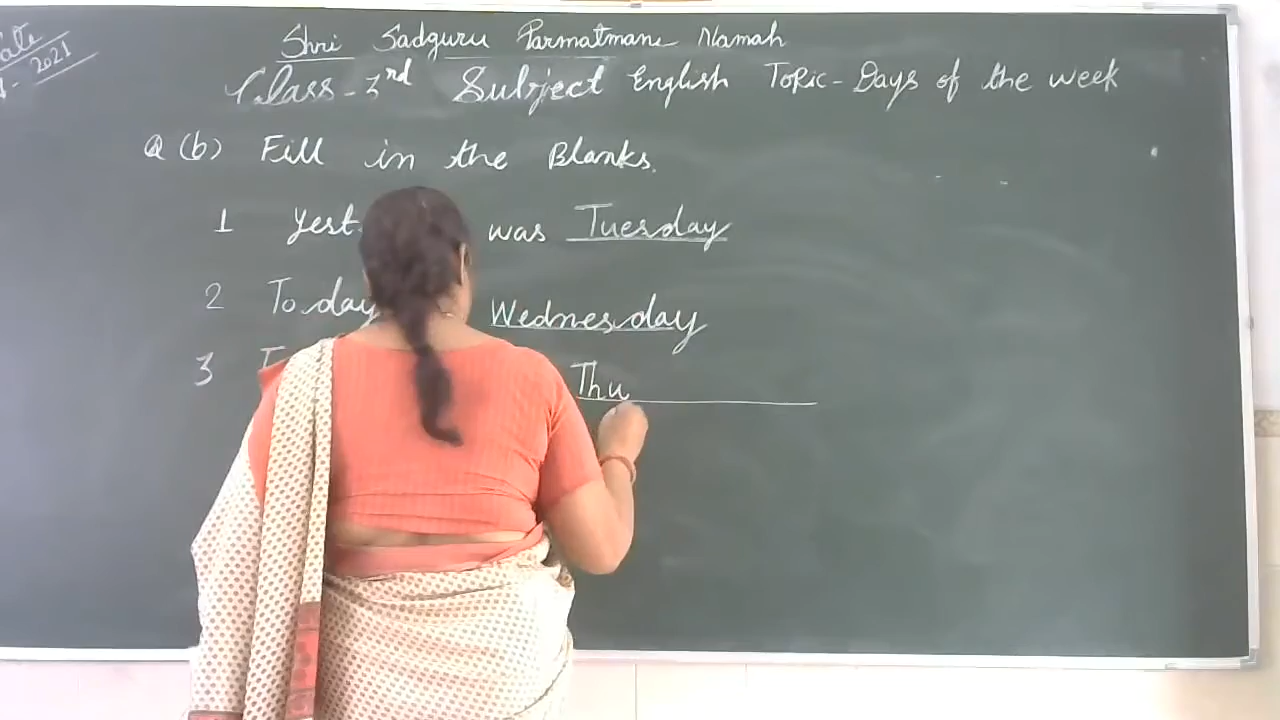 2021
Shri Sadguru Parmatmane Namah
Class - 3rd Subject English Topic - Days of the week
Q (b) Fill in the Blanks.
1 yest was Tuesday
2 Today Wednesday
3 T Thu